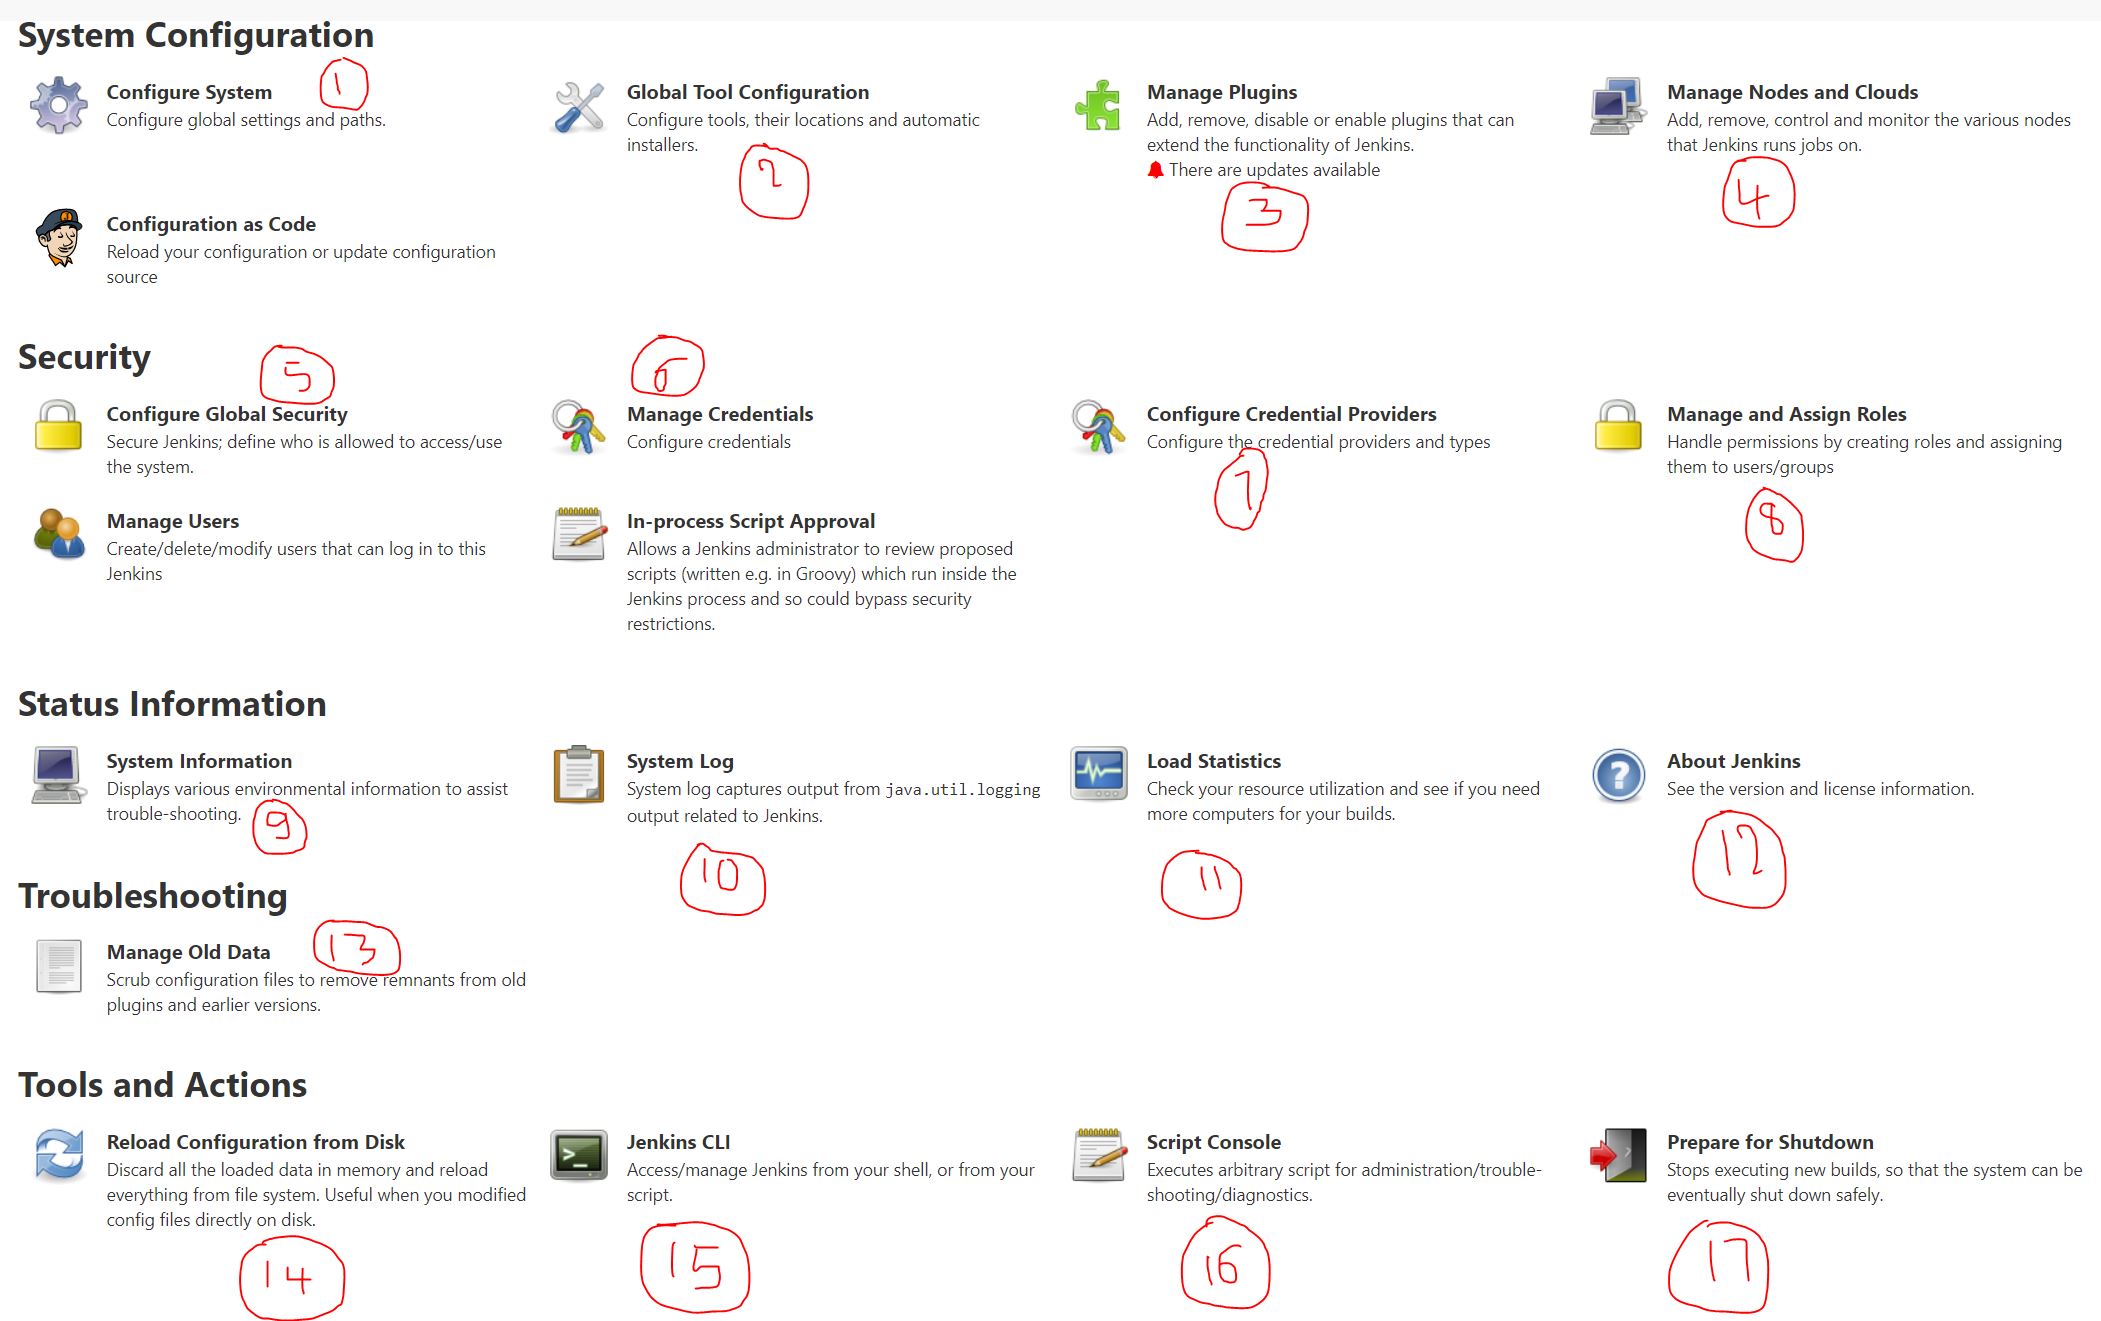 System Configuration
Configure System
1
Configure global settings and paths.
Global Tool Configuration
Configure tools, their locations and automatic
installers.
2
Manage Plugins
Add, remove, disable or enable plugins that can
extend the functionality of Jenkins.
There are updates available
3
Manage Nodes and Clouds
Add, remove, control and monitor the various nodes
that Jenkins runs jobs on.
4
Configuration as Code
Reload your configuration or update configuration
source
Security
5
Configure Global Security
Secure Jenkins; define who is allowed to access/use
the system.
6
Manage Credentials
Configure credentials
Configure Credential Providers
Configure the credential providers and types
7
Manage and Assign Roles
Handle permissions by creating roles and assigning
them to users/groups
8
Manage Users
Create/delete/modify users that can log in to this
Jenkins
In-process Script Approval
Allows a Jenkins administrator to review proposed
scripts (written e.g. in Groovy) which run inside the
Jenkins process and so could bypass security
restrictions.
Status Information
System Information
Displays various environmental information to assist
trouble-shooting.
9
System Log
System log captures output from java.util.logging
output related to Jenkins.
10
Load Statistics
Check your resource utilization and see if you need
more computers for your builds.
11
About Jenkins
See the version and license information.
12
Troubleshooting
Manage Old Data
13
Scrub configuration files to remove remnants from old
plugins and earlier versions.
Tools and Actions
Reload Configuration from Disk
Discard all the loaded data in memory and reload
everything from file system. Useful when you modified
config files directly on disk.
14
Jenkins CLI
Access/manage Jenkins from your shell, or from your
script.
15
Script Console
Executes arbitrary script for administration/trouble-
shooting/diagnostics.
16
Prepare for Shutdown
Stops executing new builds, so that the system can be
eventually shut down safely.
17